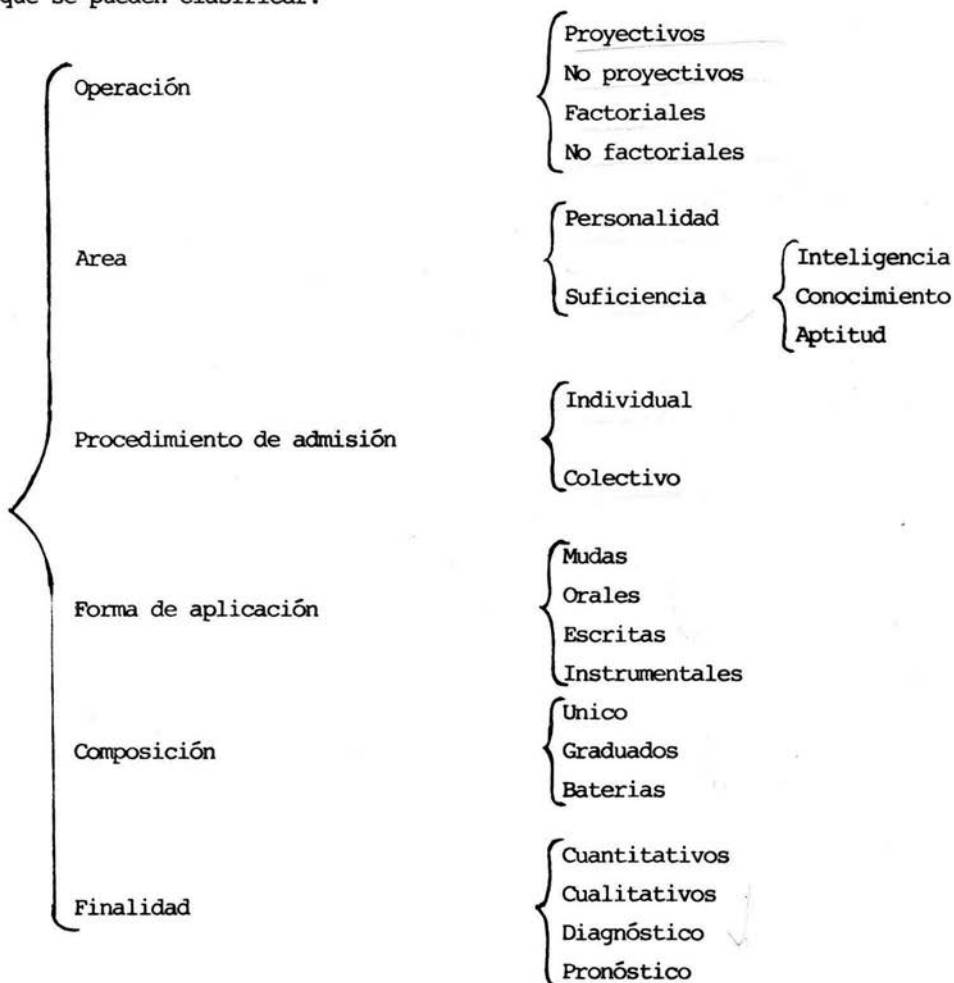 que se pueden clasificar:
Operación
Proyectivos
No proyectivos
Factoriales
No factoriales
Area
Personalidad
Suficiencia
Inteligencia
Conocimiento
Aptitud
Procedimiento de admisión
Individual
Colectivo
Forma de aplicación
Mudas
Orales
Escritas
Instrumentales
Composición
Unico
Graduados
Baterias
Finalidad
Cuantitativos
Cualitativos
Diagnóstico
Pronóstico